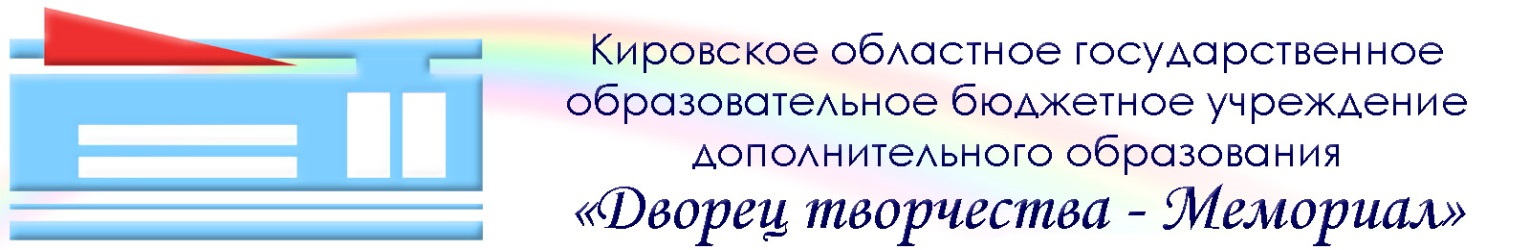 Кировское областное государственное
образовательное бюджетное учреждение
дополнительного образования
«Дворец творчества - Мемориал»